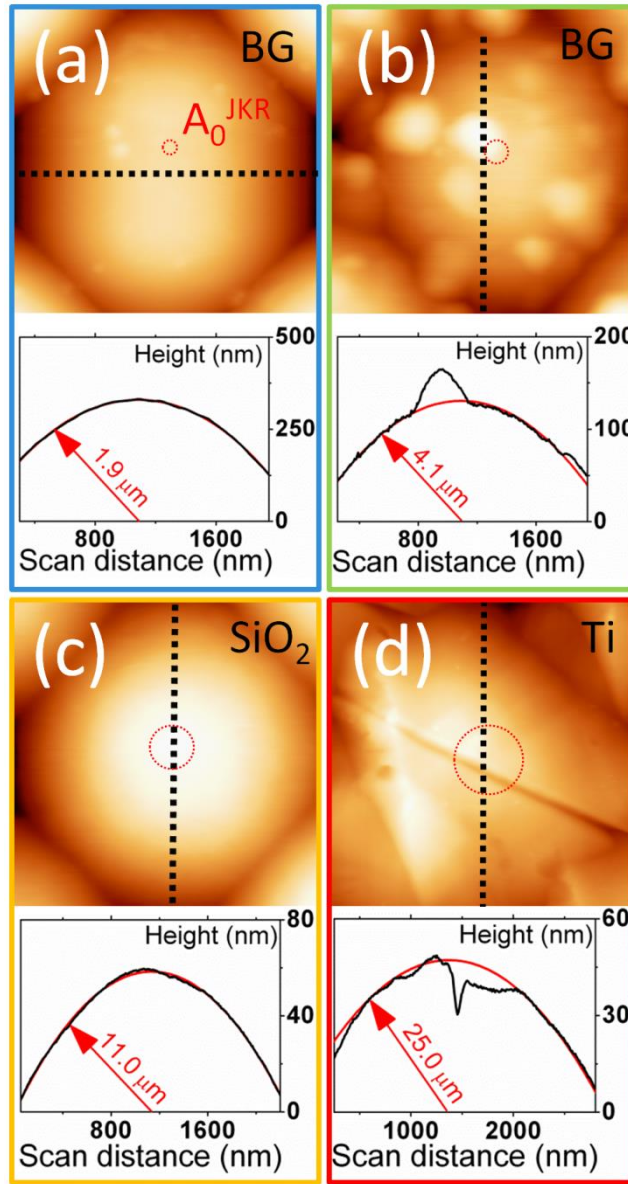 (a) BG
A₀ᴶᴷᴿ
500
Height (nm)
250
1.9 μm
0
800 1600
Scan distance (nm)
(b) BG
200
Height (nm)
100
4.1 μm
0
800 1600
Scan distance (nm)
(c) SiO₂
80
Height (nm)
40
11.0 μm
0
800 1600
Scan distance (nm)
(d) Ti
60
Height (nm)
30
25.0 μm
0
1000 2000
Scan distance (nm)